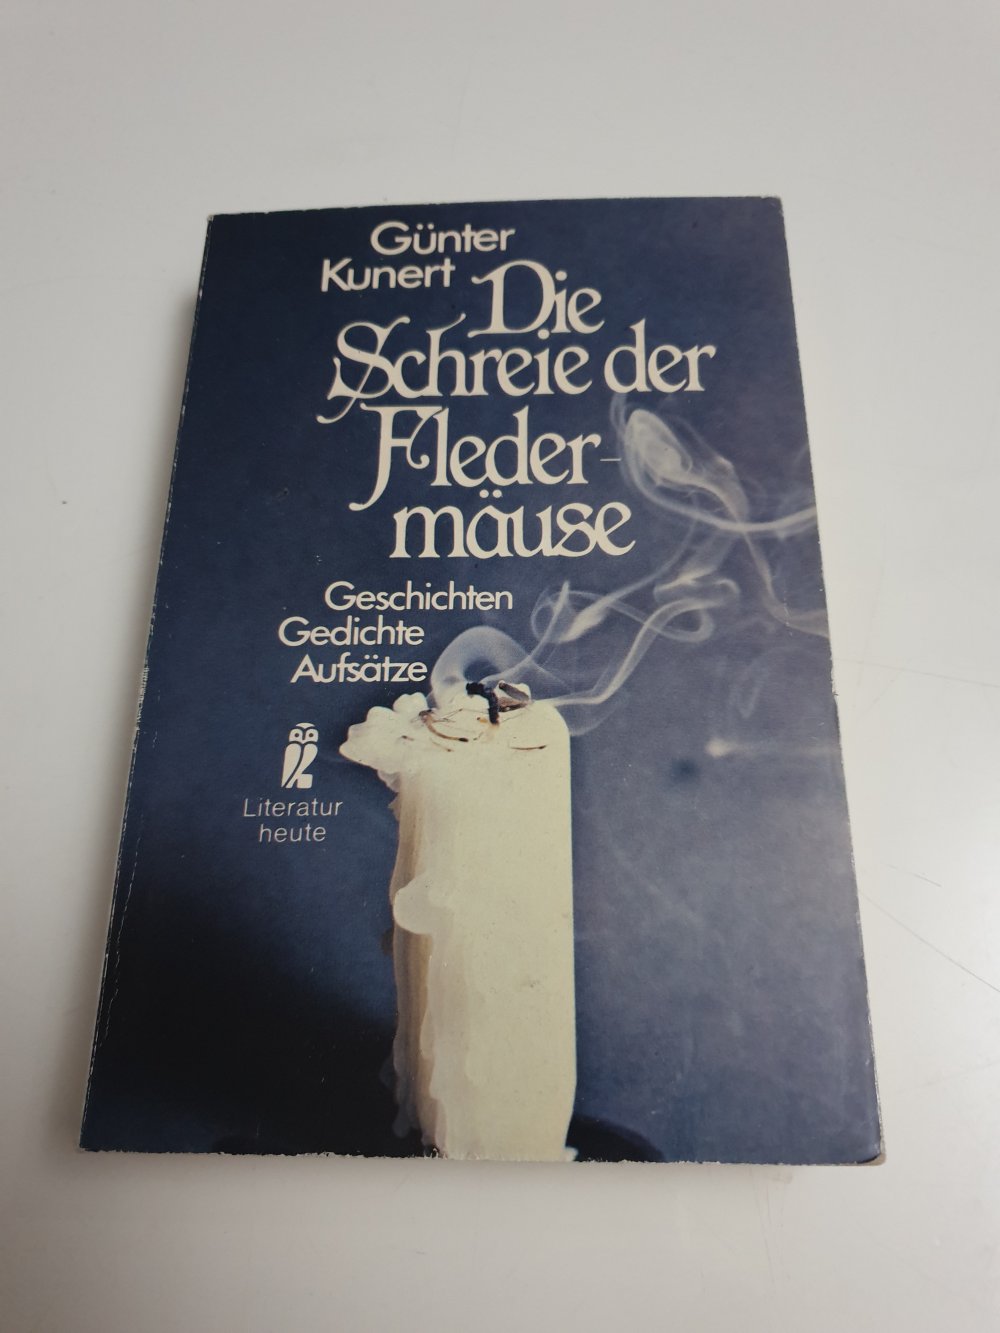 Günter
Kunert
Die
Schreie der
Fleder-
mäuse
Geschichten
Gedichte
Aufsätze
Literatur
heute